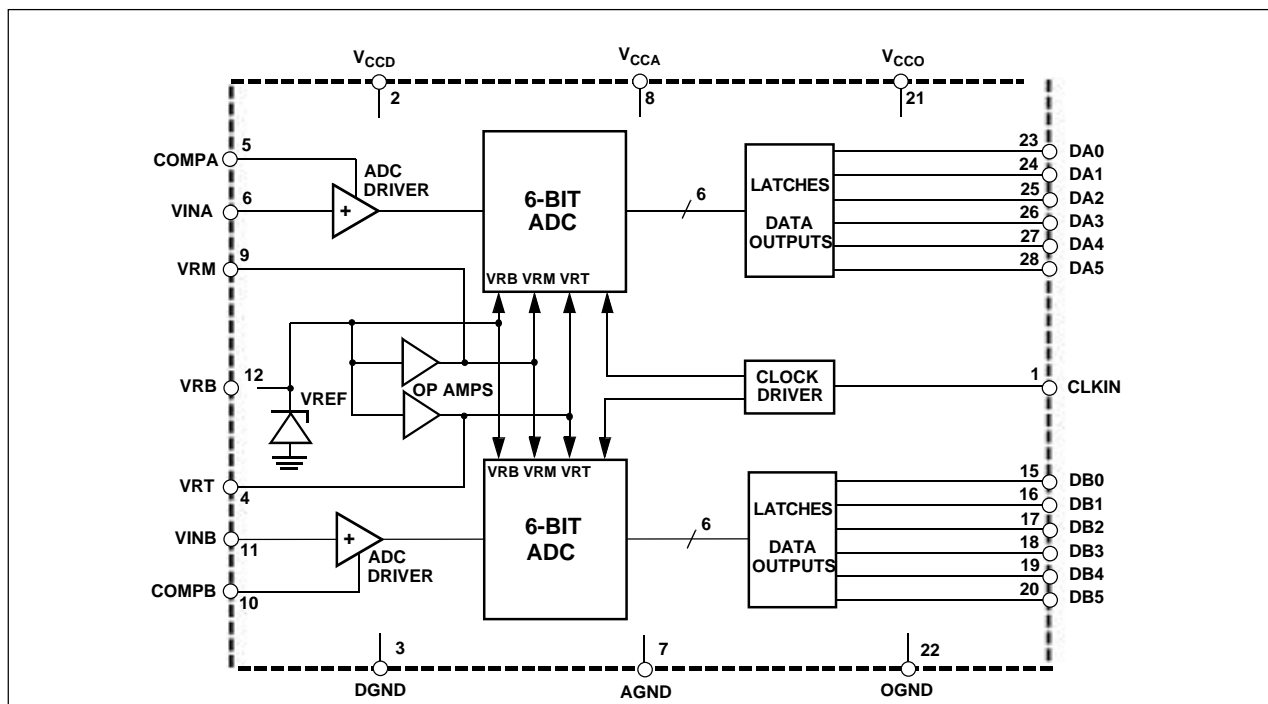 VCCD
VCCA
VCCO
2
8
21
COMPA
5
ADC
DRIVER
VINA
6
+
6-BIT
ADC
6
LATCHES
DATA
OUTPUTS
23
DA0
24
DA1
25
DA2
26
DA3
27
DA4
28
DA5
VRM
9
VRB VRM VRT
VRB
12
VREF
OP AMPS
CLOCK
DRIVER
1
CLKIN
VRT
4
VRB VRM VRT
VINB
11
+
ADC
DRIVER
COMPB
10
6-BIT
ADC
6
LATCHES
DATA
OUTPUTS
15
DB0
16
DB1
17
DB2
18
DB3
19
DB4
20
DB5
3
7
22
DGND
AGND
OGND